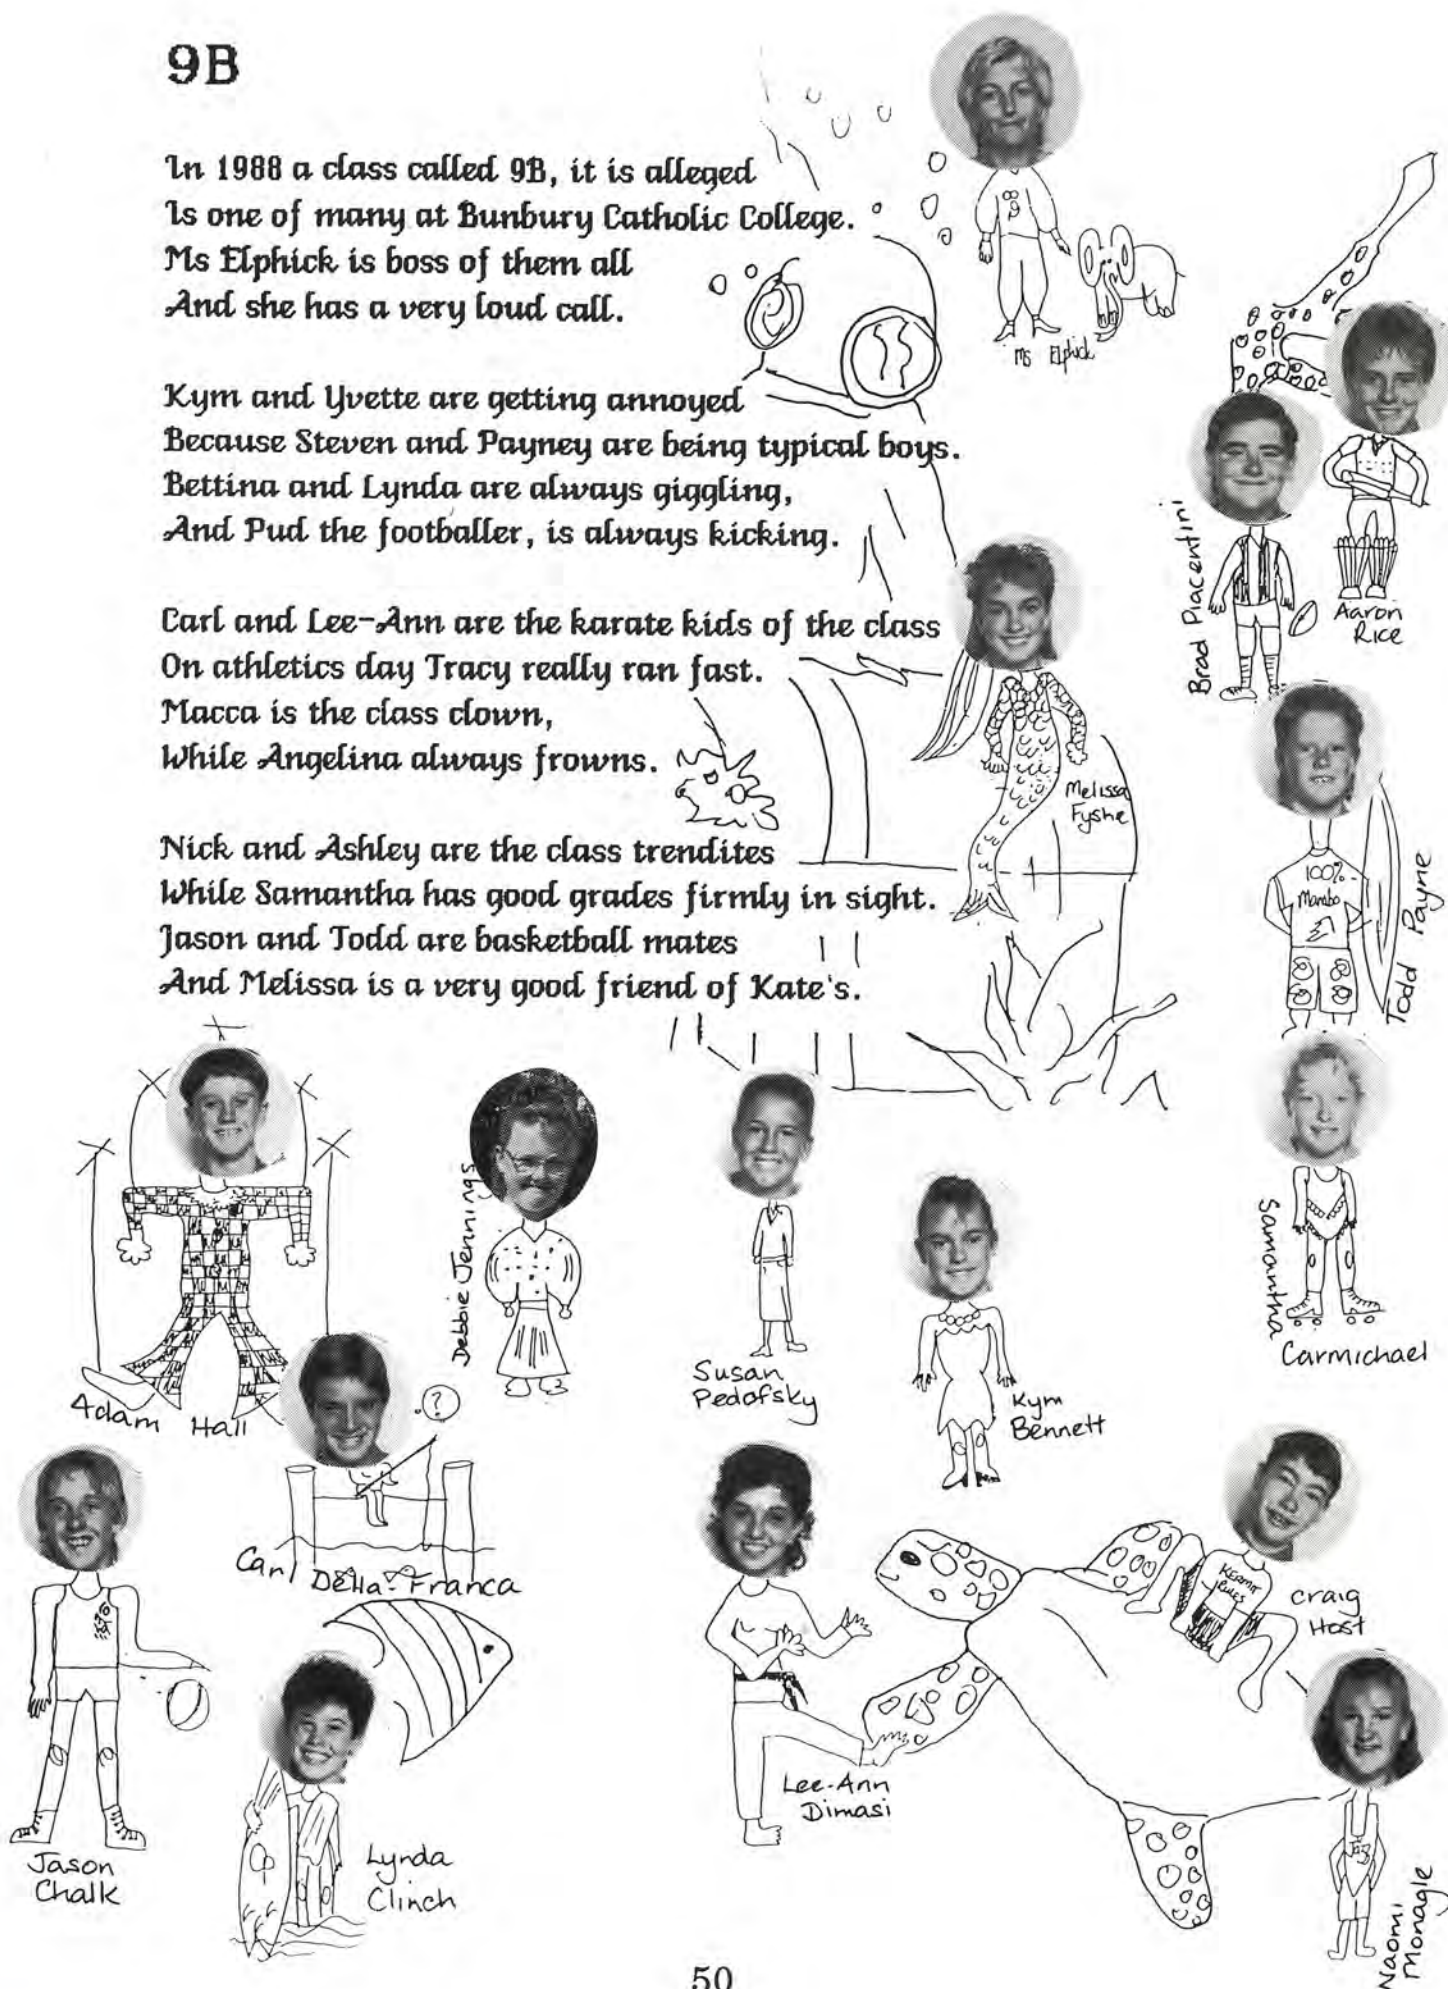 9B
In 1988 a class called 9B, it is alleged
Is one of many at Bunbury Catholic College.
Ms Elphick is boss of them all
And she has a very loud call.
Kym and Yvette are getting annoyed
Because Steven and Payney are being typical boys.
Bettina and Lynda are always giggling,
And Pud the footballer, is always kicking.
Carl and Lee-Ann are the karate kids of the class
On athletics day Tracy really ran fast.
Macca is the class clown,
While Angelina always frowns.
Nick and Ashley are the class trendites
While Samantha has good grades firmly in sight.
Jason and Todd are basketball mates
And Melissa is a very good friend of Kate's.
Ms Elphick
Brad Piacentini
Aaron
Rice
Melissa
Fyshe
100%
Mambo
Todd Payne
Adam Hall
Debbie Jennings
Susan
Pedofsky
Kym
Bennett
Samantha
Carmichael
?
Carl Della-Franca
Kermit
Rules
Craig
Host
Jason
Chalk
Lynda
Clinch
Lee-Ann
Dimasi
Naomi
Monagle
50